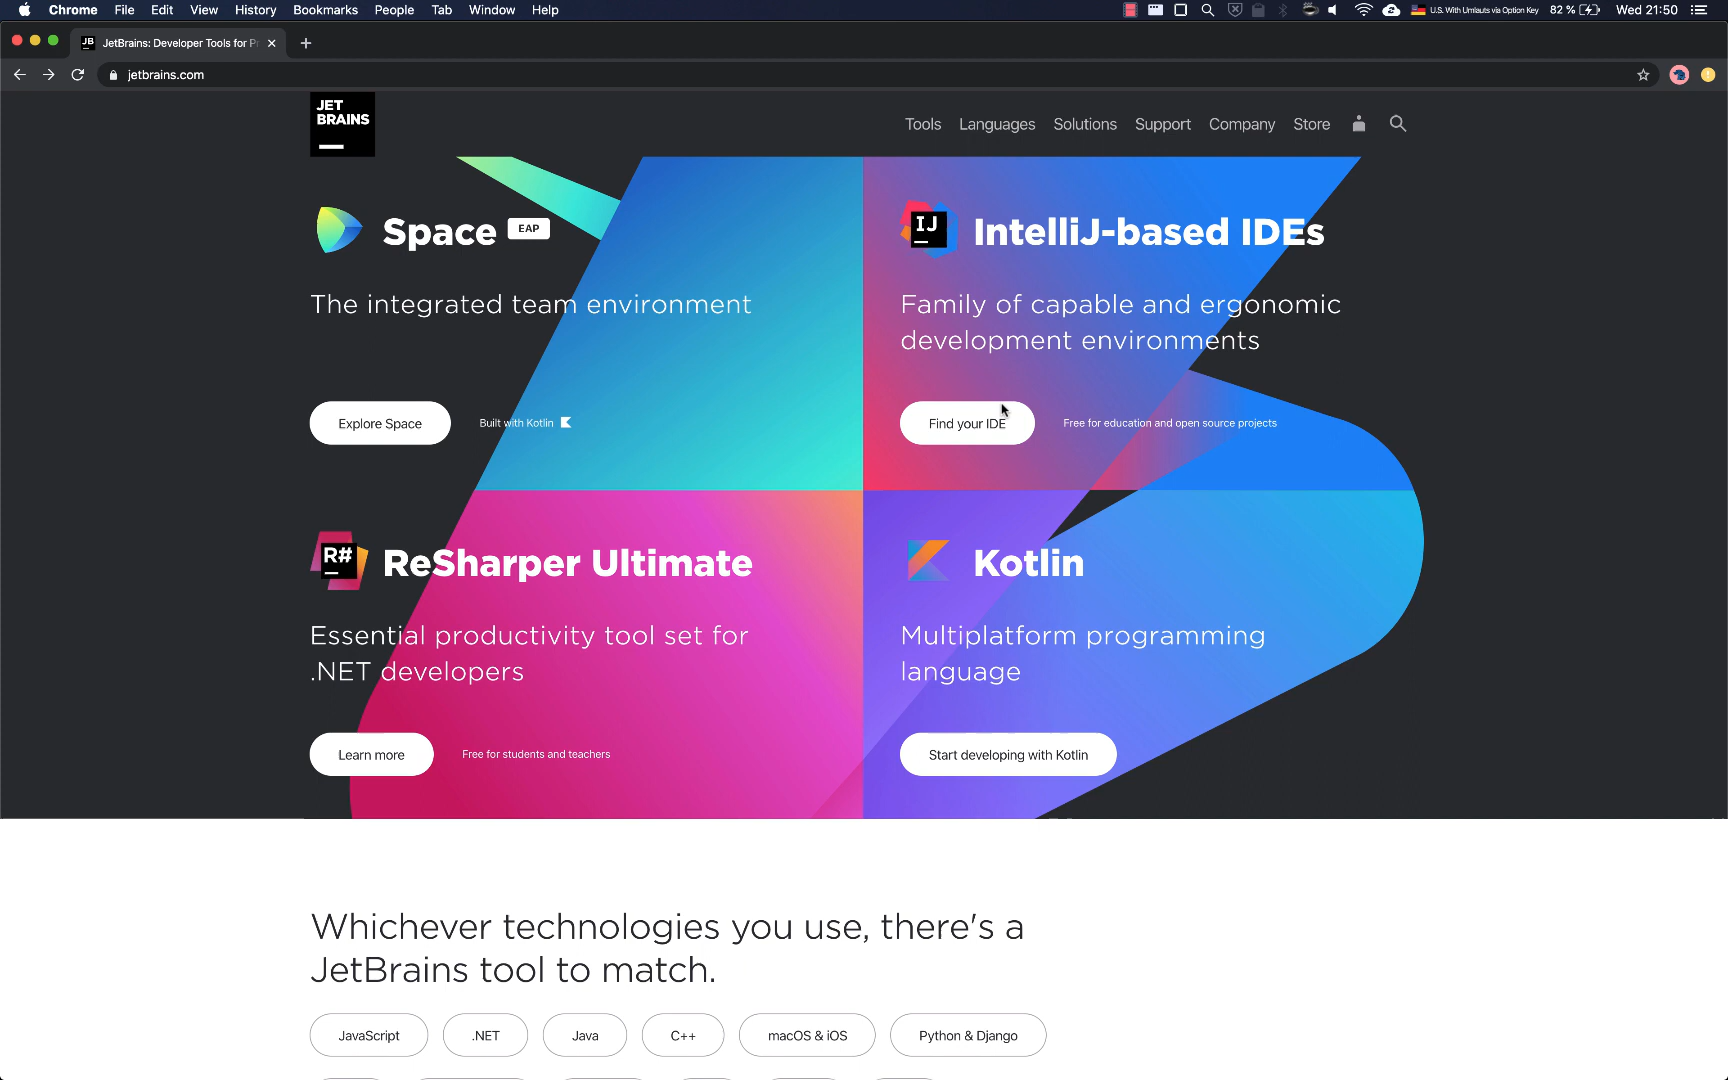 Chrome File Edit View History Bookmarks People Tab Window Help
U.S. With Umlauts via Option Key 82 % Wed 21:50
JB JetBrains: Developer Tools for P
jetbrains.com
JET
BRAINS
Tools Languages Solutions Support Company Store
Space EAP
The integrated team environment
Explore Space Built with Kotlin
IJ IntelliJ-based IDEs
Family of capable and ergonomic
development environments
Find your IDE Free for education and open source projects
R# ReSharper Ultimate
Essential productivity tool set for
.NET developers
Learn more Free for students and teachers
Kotlin
Multiplatform programming
language
Start developing with Kotlin
Whichever technologies you use, there's a
JetBrains tool to match.
JavaScript .NET Java C++ macOS & iOS Python & Django